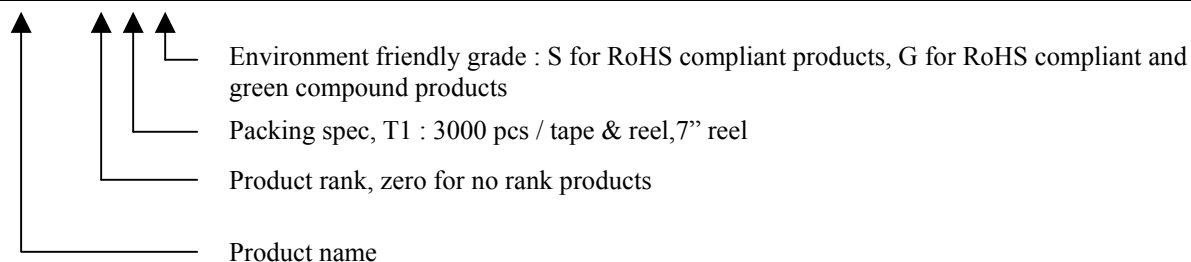 Environment friendly grade : S for RoHS compliant products, G for RoHS compliant and
green compound products
Packing spec, T1 : 3000 pcs / tape & reel,7” reel
Product rank, zero for no rank products
Product name